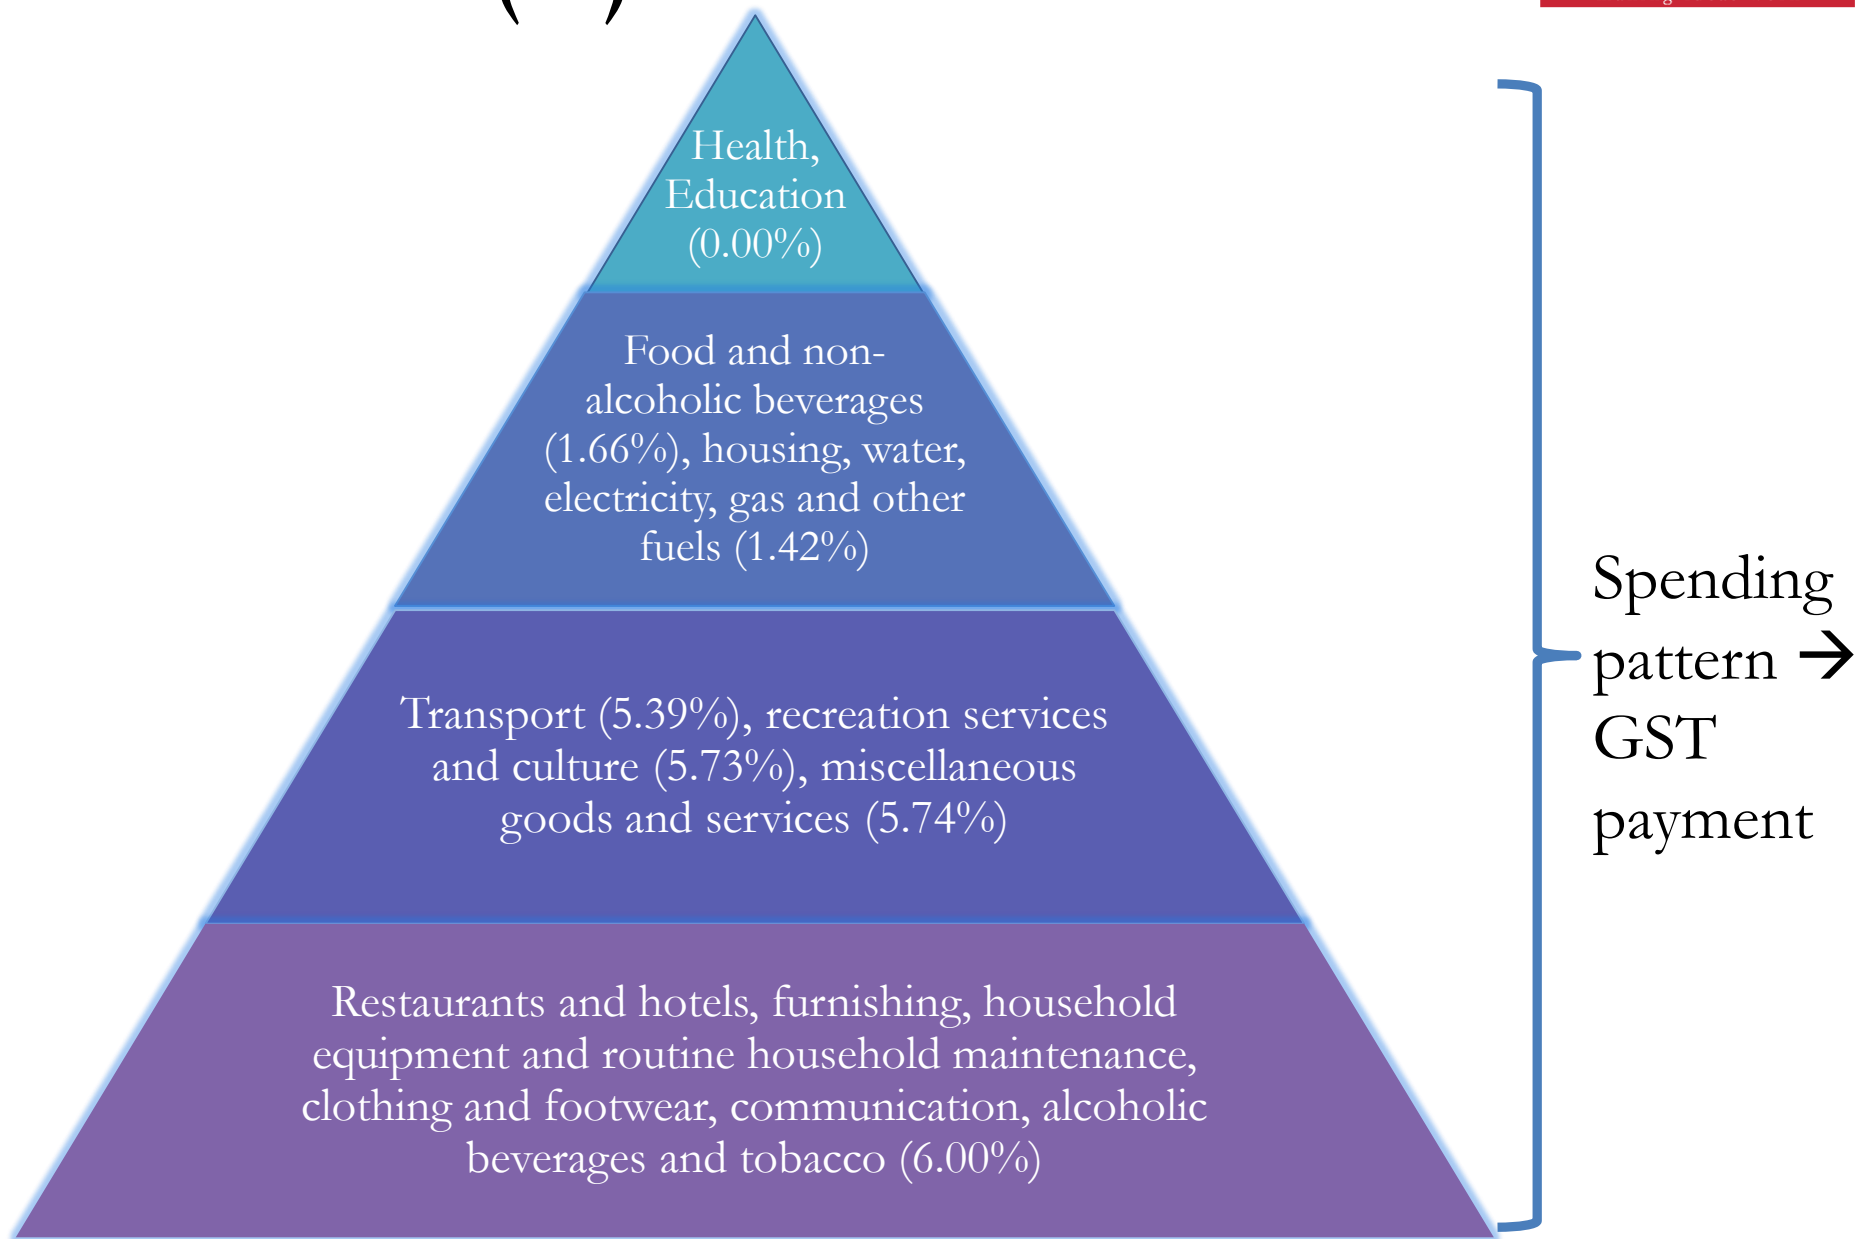 Health,
Education
(0.00%)
Food and non-
alcoholic beverages
(1.66%), housing, water,
electricity, gas and other
fuels (1.42%)
Transport (5.39%), recreation services
and culture (5.73%), miscellaneous
goods and services (5.74%)
Restaurants and hotels, furnishing, household
equipment and routine household maintenance,
clothing and footwear, communication, alcoholic
beverages and tobacco (6.00%)
Spending
pattern →
GST
payment